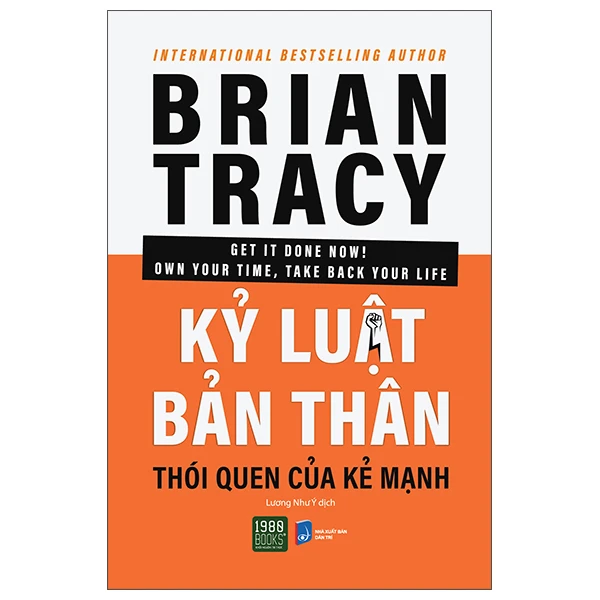 INTERNATIONAL BESTSELLING AUTHOR
BRIAN
TRACY
GET IT DONE NOW!
OWN YOUR TIME, TAKE BACK YOUR LIFE
KỶ LUẬT
BẢN THÂN
THÓI QUEN CỦA KẺ MẠNH
Lương Như Ý dịch
1980
BOOKS
NHÀ XUẤT BẢN
DÂN TRÍ